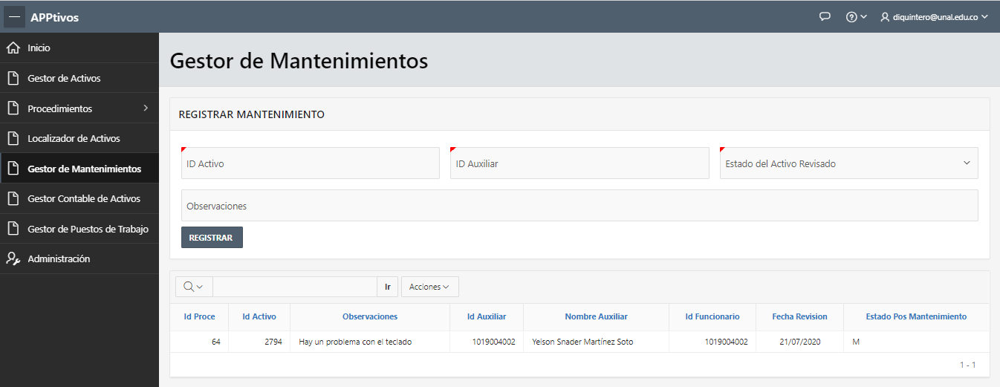 APPtivos
diquintero@unal.edu.co
Inicio
Gestor de Activos
Procedimientos
Localizador de Activos
Gestor de Mantenimientos
Gestor Contable de Activos
Gestor de Puestos de Trabajo
Administración
Gestor de Mantenimientos
REGISTRAR MANTENIMIENTO
ID Activo ID Auxiliar Estado del Activo Revisado
Observaciones
REGISTRAR
Ir Acciones
Id Proce Id Activo Observaciones Id Auxiliar Nombre Auxiliar Id Funcionario Fecha Revision Estado Pos Mantenimiento
64 2794 Hay un problema con el teclado 1019004002 Yeison Snader Martínez Soto 1019004002 21/07/2020 M
1 - 1